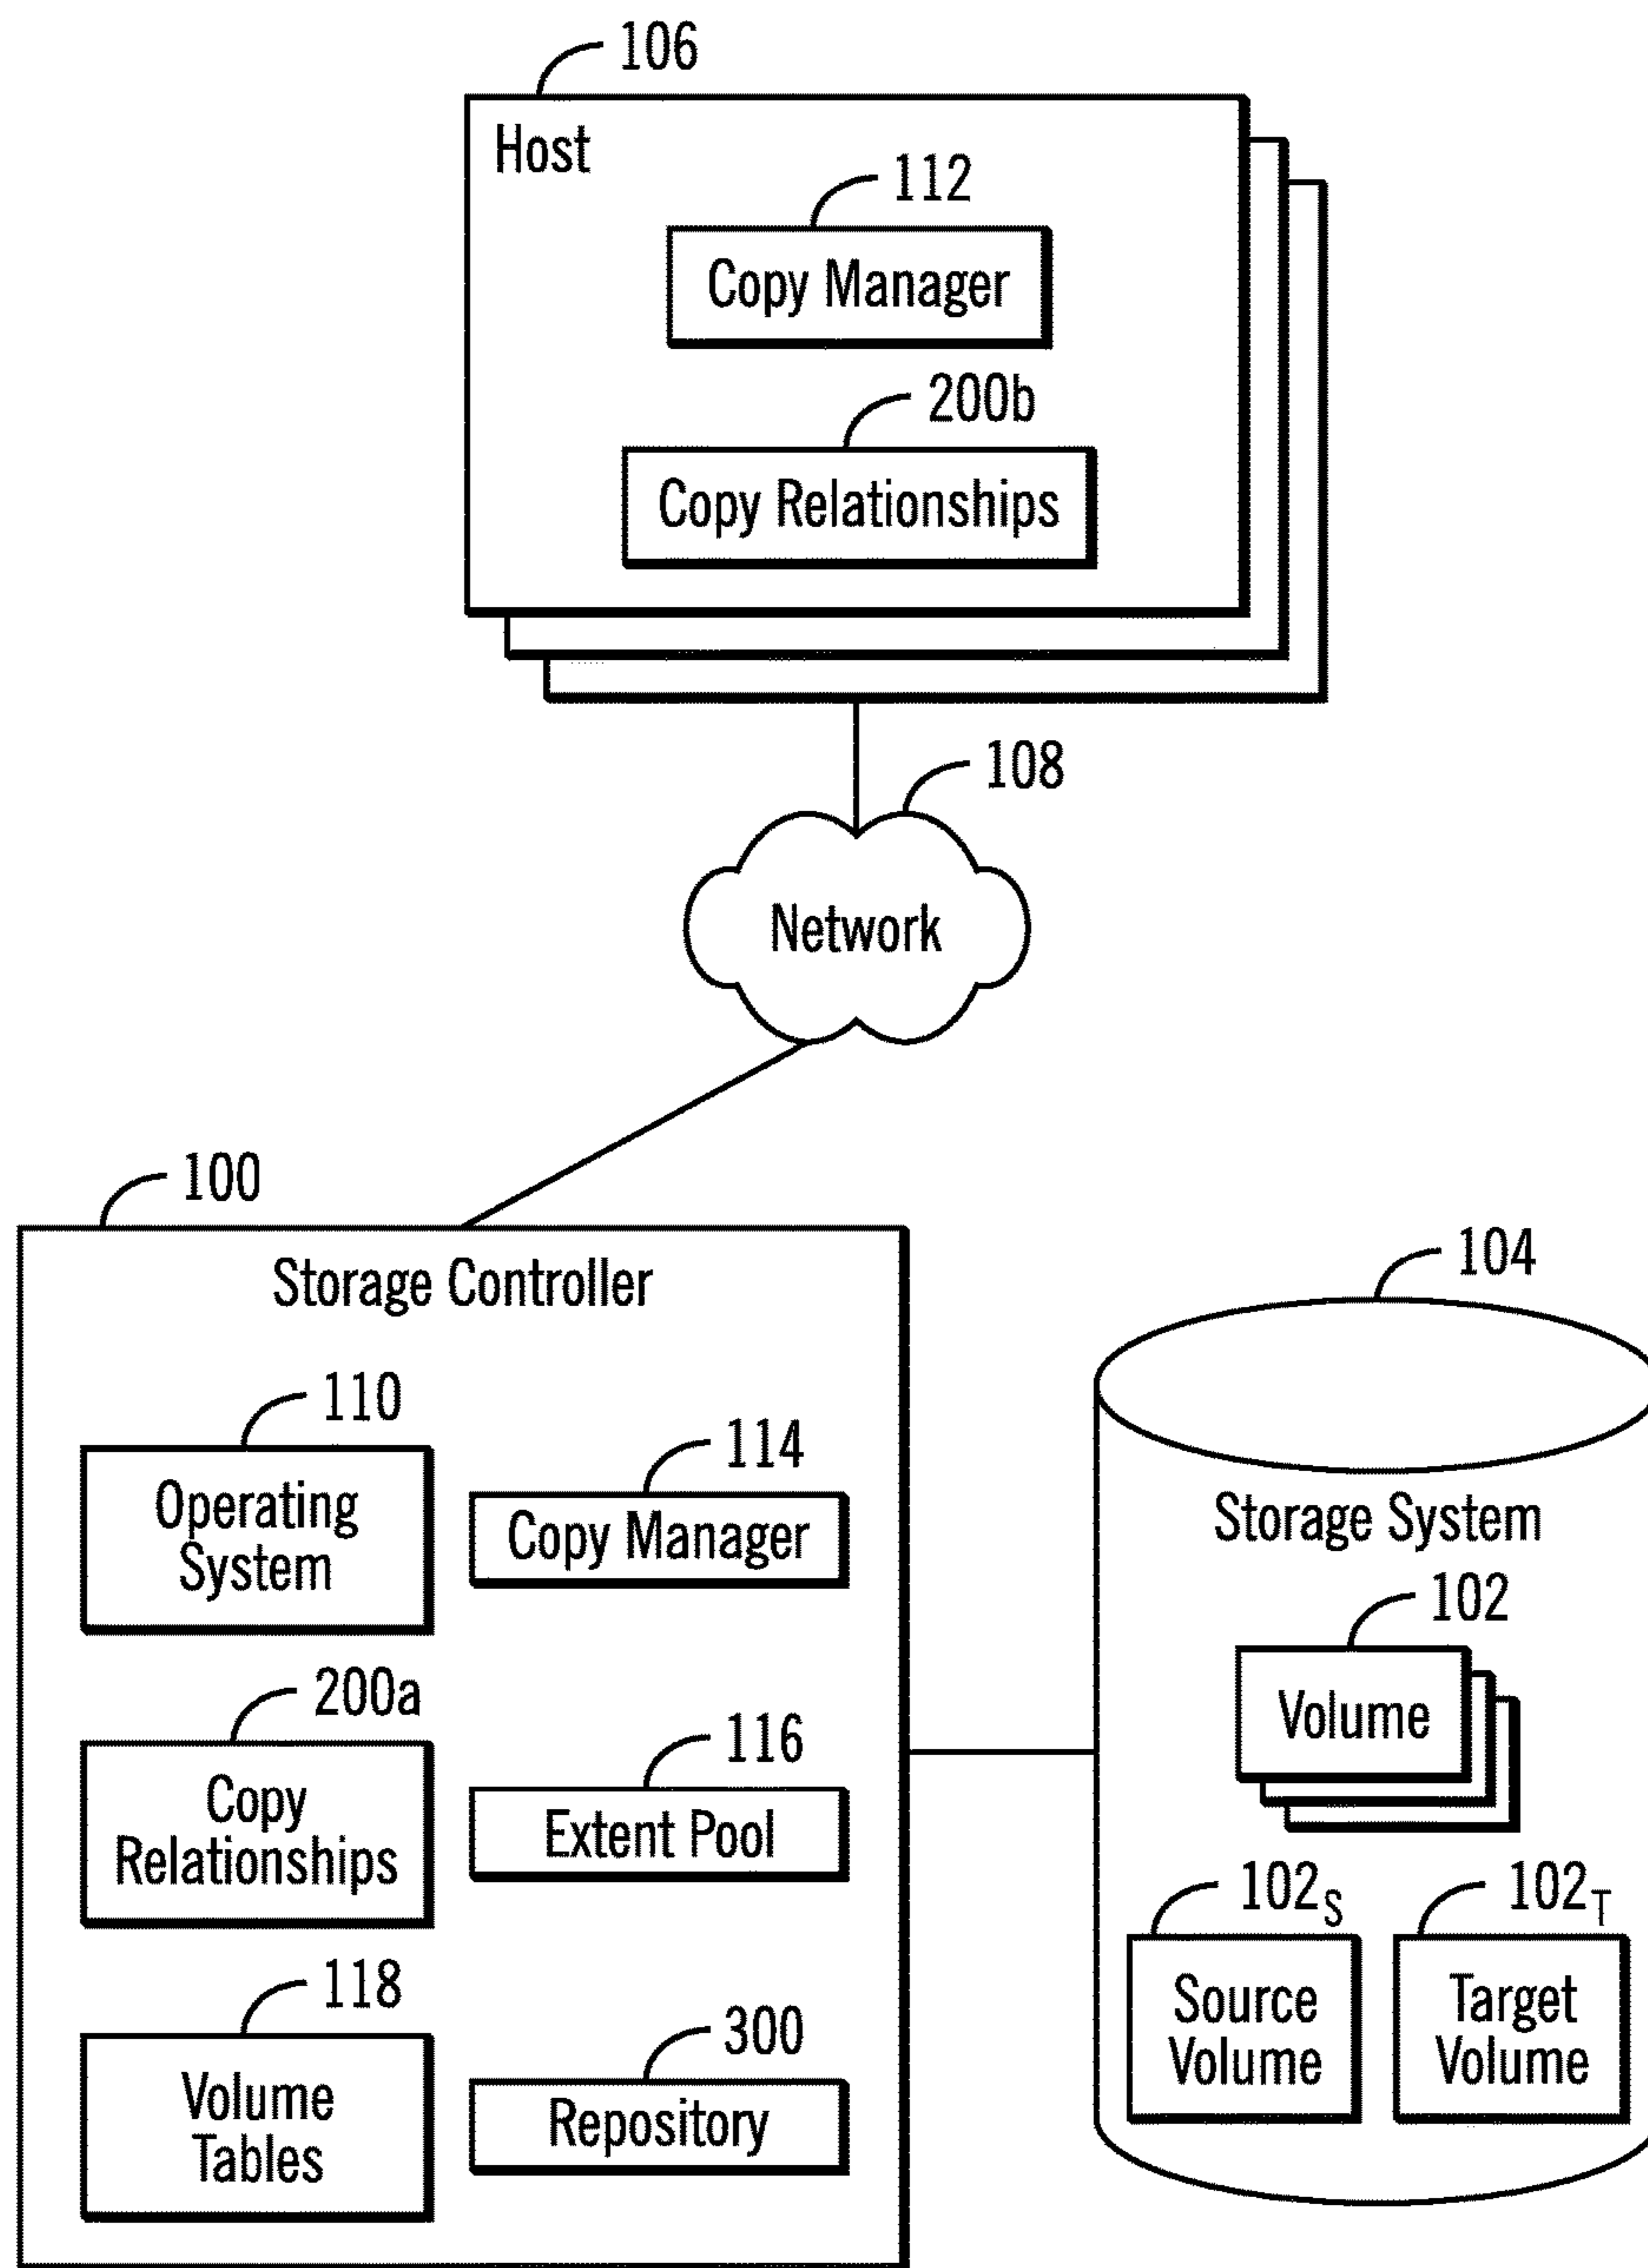 106
Host
112
Copy Manager
200b
Copy Relationships
108
Network
100
Storage Controller
110
Operating
System
114
Copy Manager
200a
Copy
Relationships
116
Extent Pool
118
Volume
Tables
300
Repository
104
Storage System
102
Volume
102S
Source
Volume
102T
Target
Volume